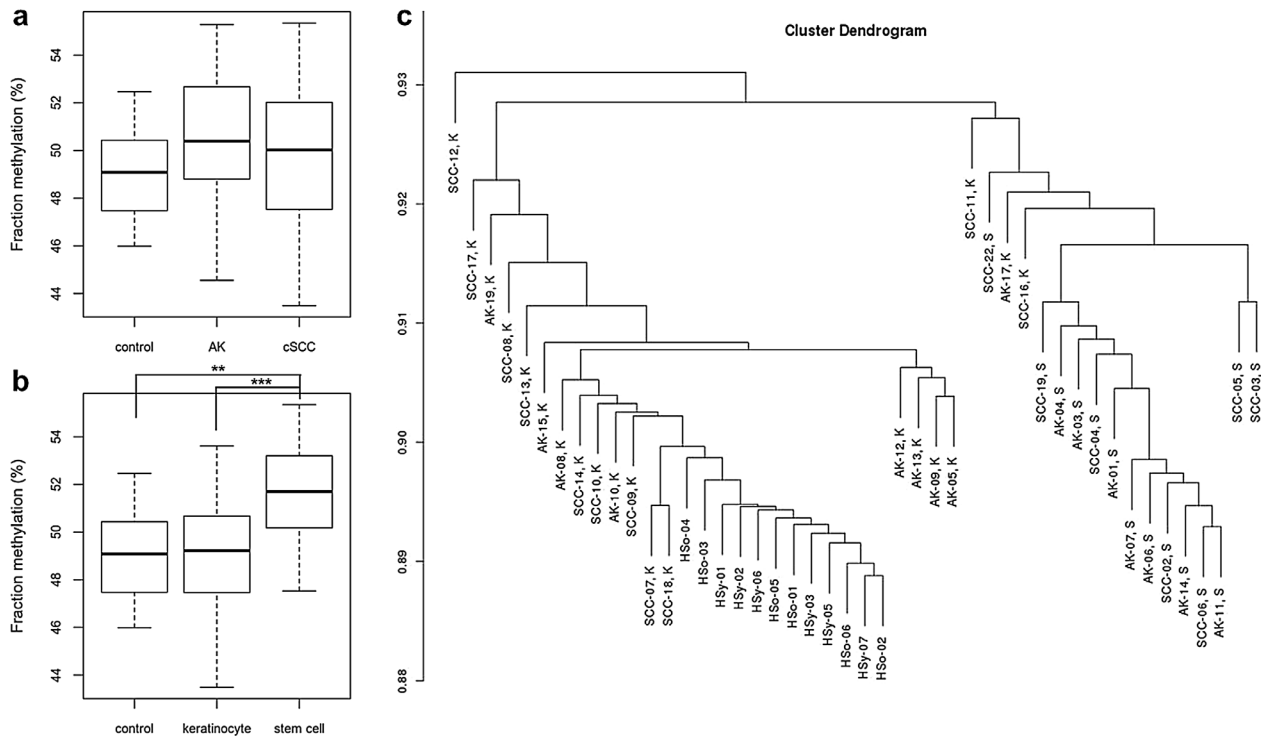 a
Fraction methylation (%)
54
52
50
48
46
44
control AK cSCC
b
**
***
Fraction methylation (%)
54
52
50
48
46
44
control keratinocyte stem cell
c
Cluster Dendrogram
0.93
0.92
0.91
0.90
0.89
0.88
SCC-12, K
SCC-17, K
AK-19, K
SCC-08, K
SCC-13, K
AK-15, K
AK-08, K
SCC-14, K
SCC-10, K
AK-10, K
SCC-09, K
SCC-07, K
SCC-18, K
HSo-04
HSo-03
HSy-01
HSy-02
HSy-06
HSo-05
HSo-01
HSy-03
HSy-05
HSo-06
HSy-07
HSo-02
AK-12, K
AK-13, K
AK-09, K
AK-05, K
SCC-11, K
SCC-22, S
AK-17, K
SCC-16, K
SCC-19, S
AK-04, S
AK-03, S
SCC-04, S
AK-01, S
AK-07, S
AK-06, S
SCC-02, S
AK-14, S
SCC-06, S
AK-11, S
SCC-05, S
SCC-03, S